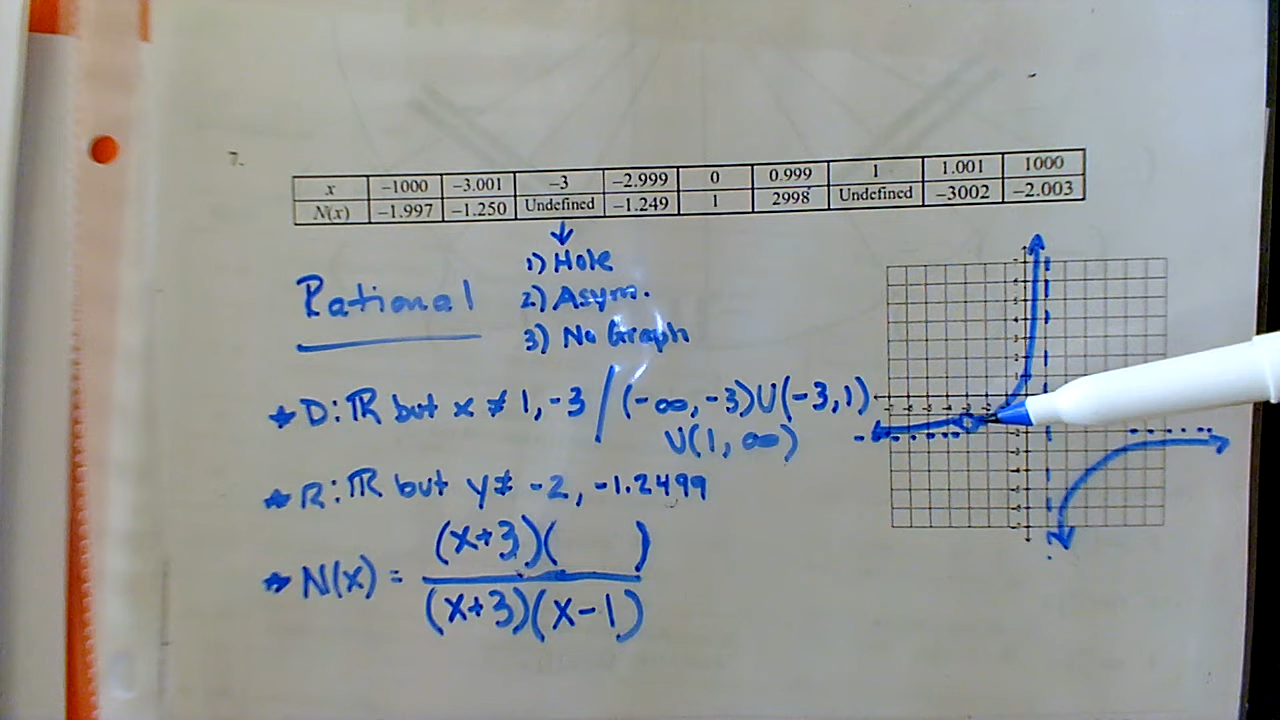 7.
x −1000 −3.001 −3 −2.999 0 0.999 1 1.001 1000
N(x) −1.997 −1.250 Undefined −1.249 1 2998 Undefined −3002 −2.003
1) Hole
Rational 2) Asym.
3) No Graph
* D: ℝ but x ≠ 1, -3 / (-∞, -3) U (-3, 1)
U (1, ∞)
* R: ℝ but y ≠ -2, -1.2499
(x+3)( )
* N(x) =
(x+3)(x-1)